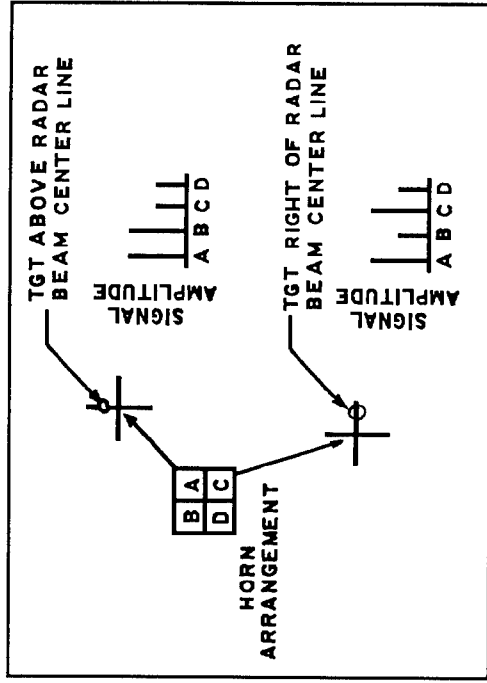 TGT ABOVE RADAR
BEAM CENTER LINE
SIGNAL
AMPLITUDE
A B C D
B A
D C
HORN
ARRANGEMENT
TGT RIGHT OF RADAR
BEAM CENTER LINE
SIGNAL
AMPLITUDE
A B C D